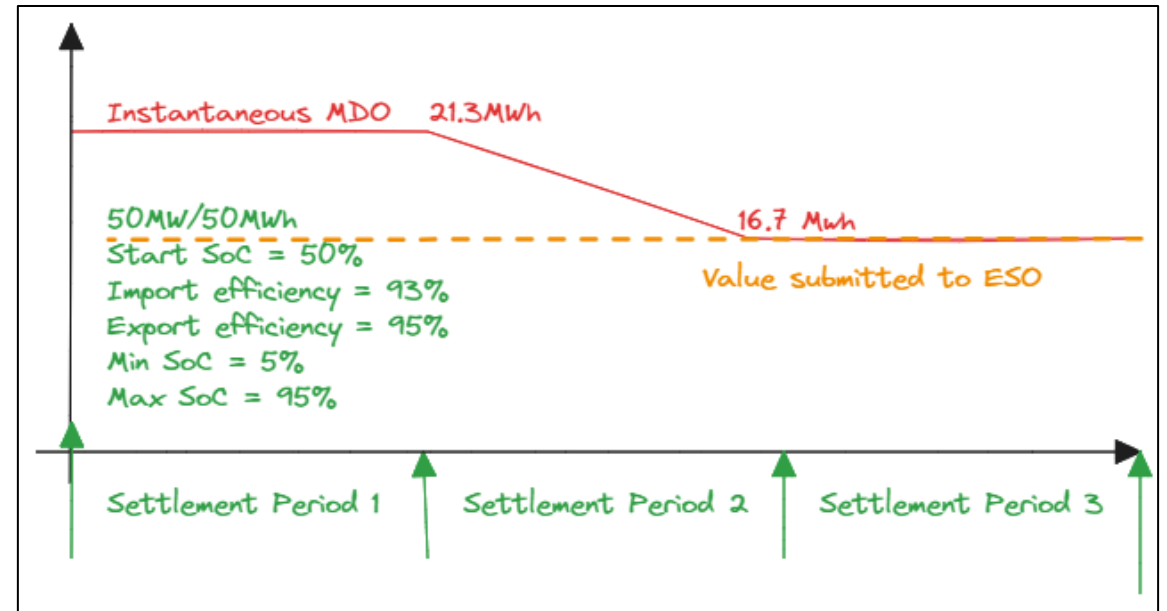 Instantaneous MDO 21.3MWh
50MW/50MWh
16.7 Mwh
Start SoC = 50%
Value submitted to ESO
Import efficiency = 93%
Export efficiency = 95%
Min SoC = 5%
Max SoC = 95%
Settlement Period 1
Settlement Period 2
Settlement Period 3